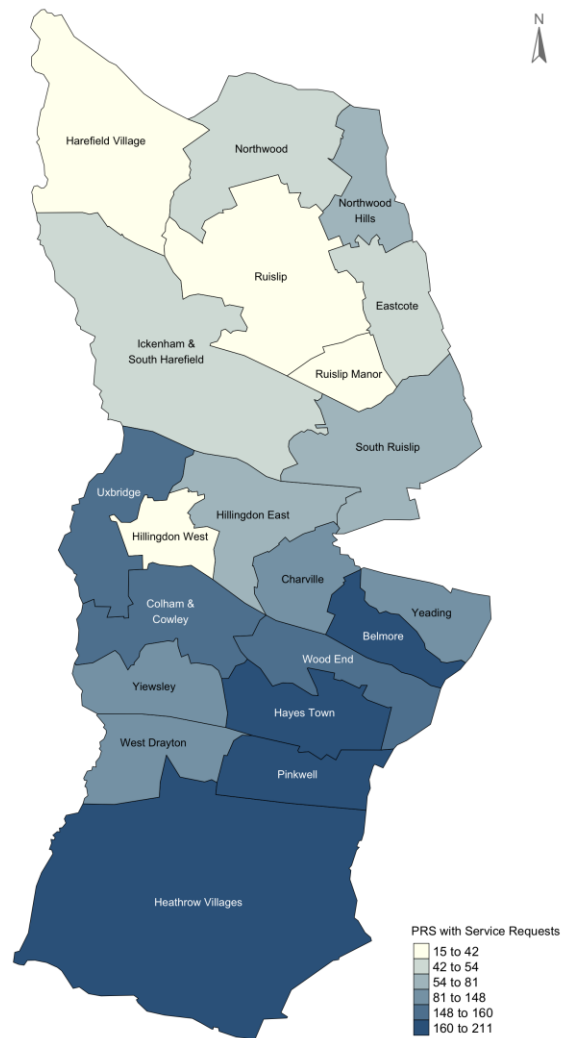 N
Harefield Village
Northwood
Northwood
Hills
Ruislip
Eastcote
Ickenham &
South Harefield
Ruislip Manor
South Ruislip
Uxbridge
Hillingdon East
Hillingdon West
Charville
Yeading
Colham &
Cowley
Belmore
Wood End
Yiewsley
Hayes Town
West Drayton
Pinkwell
Heathrow Villages
PRS with Service Requests
15 to 42
42 to 54
54 to 81
81 to 148
148 to 160
160 to 211